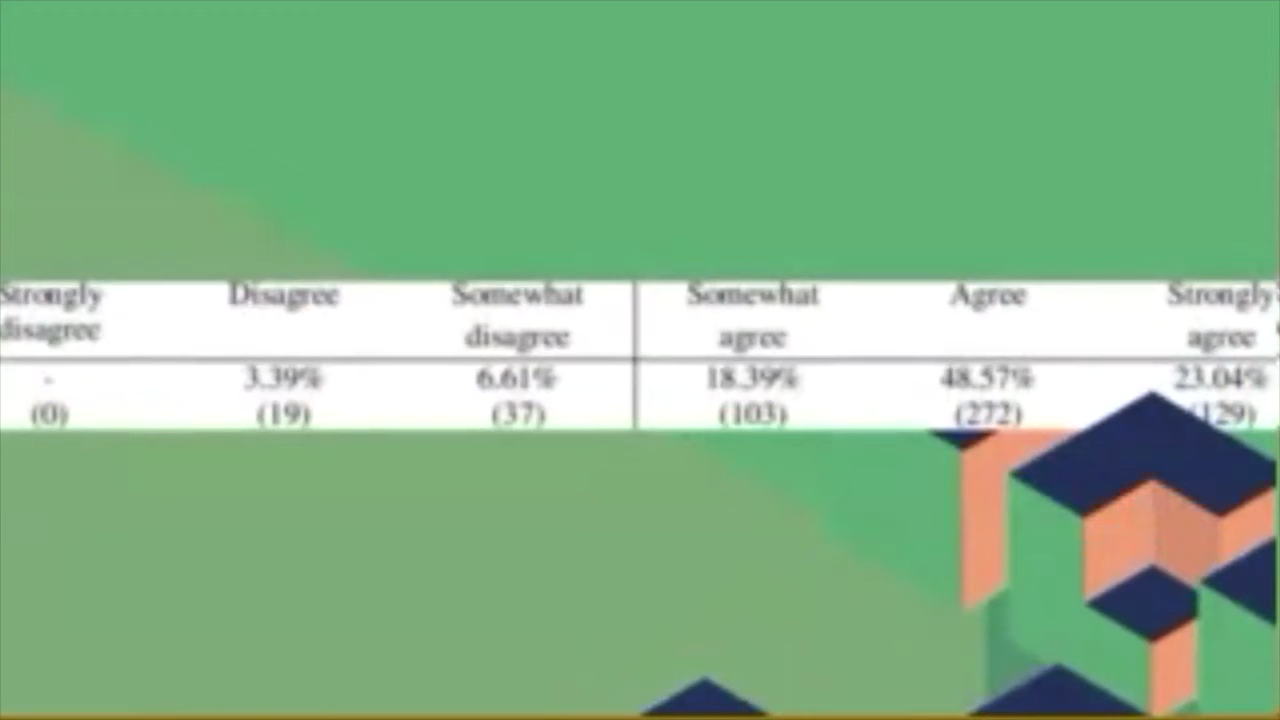 Strongly Disagree Somewhat Somewhat Agree Strongly
disagree disagree agree agree
- 3.39% 6.61% 18.39% 48.57% 23.04%
(0) (19) (37) (103) (272) (129)